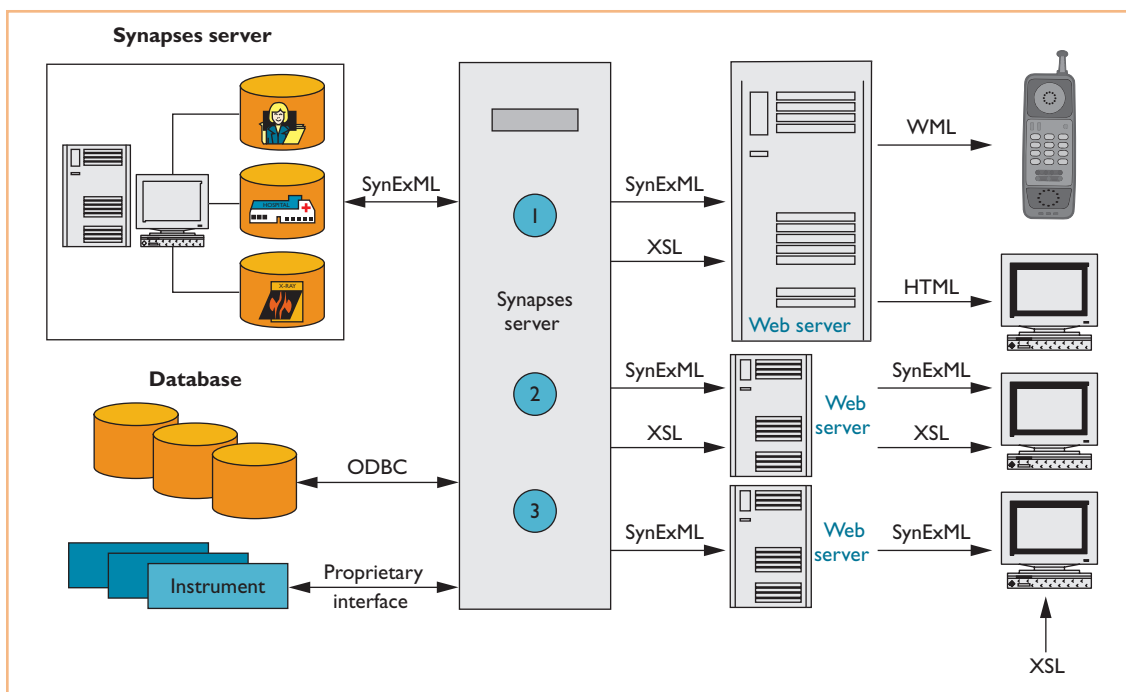 Synapses server
HOSPITAL
X-RAY
SynExML
Database
ODBC
Instrument
Proprietary
interface
1
Synapses
server
2
3
SynExML
XSL
Web server
WML
HTML
SynExML
XSL
Web
server
SynExML
XSL
SynExML
Web
server
SynExML
XSL